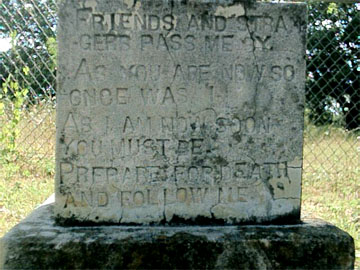 FRIENDS AND STRA-
GERS PASS ME BY.
AS YOU ARE NOW SO
ONCE WAS I.
AS I AM NOW SOON
YOU MUST BE.
PREPARE FOR DEATH
AND FOLLOW ME.